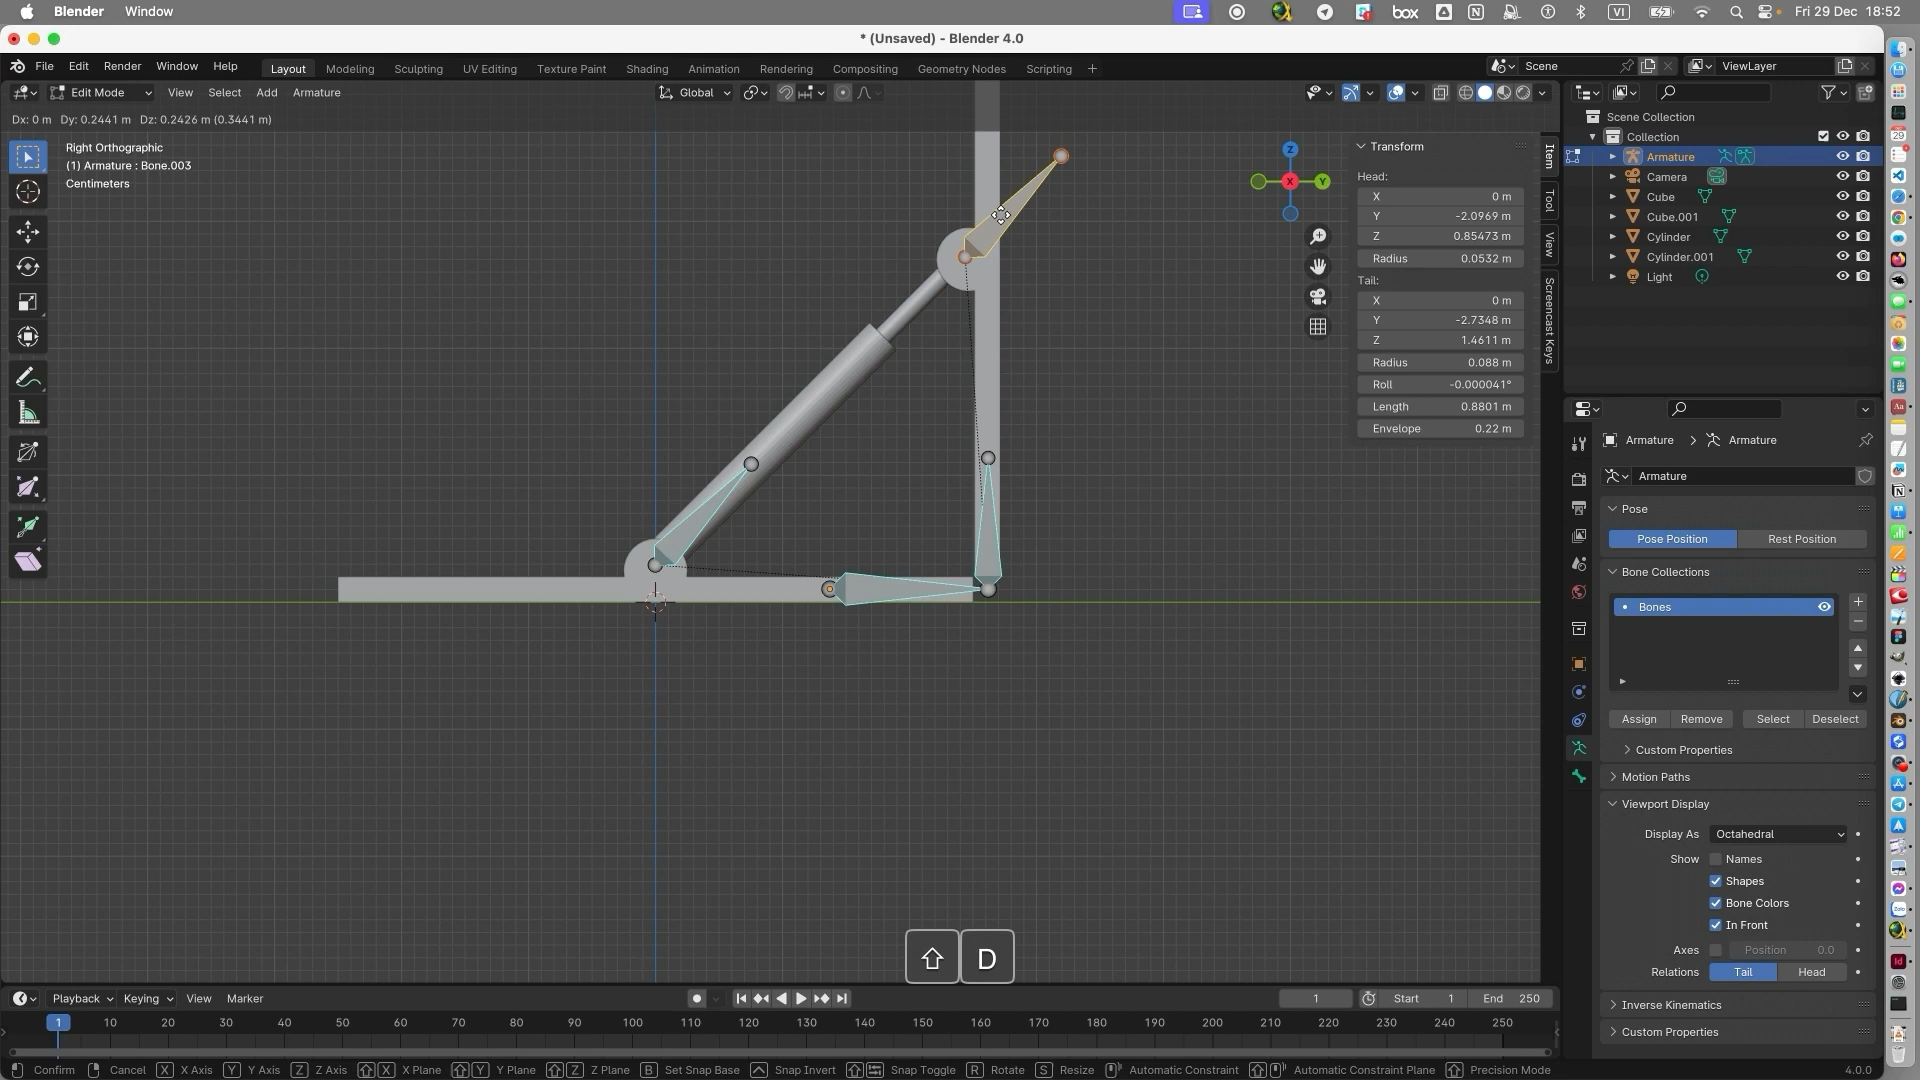 Blender Window box VI Fri 29 Dec 18:52
* (Unsaved) - Blender 4.0
File Edit Render Window Help Layout Modeling Sculpting UV Editing Texture Paint Shading Animation Rendering Compositing Geometry Nodes Scripting + Scene ViewLayer
Edit Mode View Select Add Armature Global
Dx: 0 m Dy: 0.2441 m Dz: 0.2426 m (0.3441 m)
Right Orthographic
(1) Armature : Bone.003
Centimeters
Z
X
Y
Transform
Head:
X 0 m
Y -2.0969 m
Z 0.85473 m
Radius 0.0532 m
Tail:
X 0 m
Y -2.7348 m
Z 1.4611 m
Radius 0.088 m
Roll -0.000041°
Length 0.8801 m
Envelope 0.22 m
Item
Tool
View
Screencast Keys
Scene Collection
Collection
Armature
Camera
Cube
Cube.001
Cylinder
Cylinder.001
Light
Armature > Armature
Armature
Pose
Pose Position Rest Position
Bone Collections
Bones
Assign Remove Select Deselect
Custom Properties
Motion Paths
Viewport Display
Display As Octahedral
Show Names
Shapes
Bone Colors
In Front
Axes Position 0.0
Relations Tail Head
Inverse Kinematics
Custom Properties
D
Playback Keying View Marker 1 Start 1 End 250
1 10 20 30 40 50 60 70 80 90 100 110 120 130 140 150 160 170 180 190 200 210 220 230 240 250
Confirm Cancel X X Axis Y Y Axis Z Z Axis X X Plane Y Y Plane Z Z Plane B Set Snap Base Snap Invert Snap Toggle R Rotate S Resize Automatic Constraint Automatic Constraint Plane Precision Mode 4.0.0